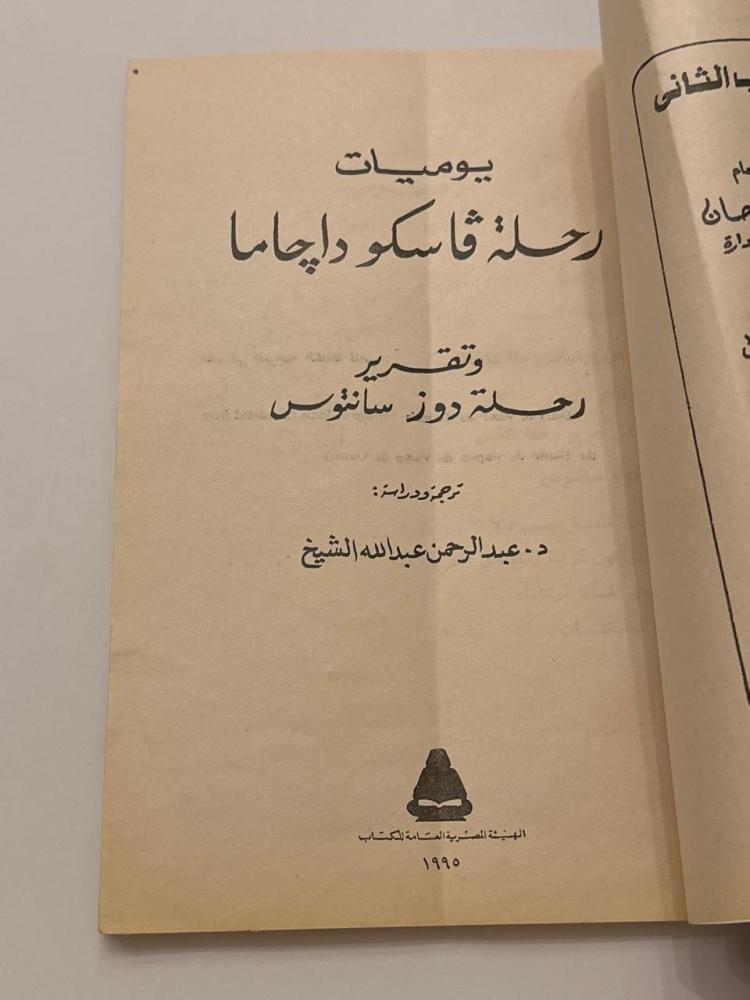 يوميات
رحلة ڤاسكو داچاما
وتقرير
رحلة دوز سانتوس
ترجمة ودراسة:
د. عبد الرحمن عبد الله الشيخ
الهيئة المصرية العامة للكتاب
١٩٩٥
الثانى